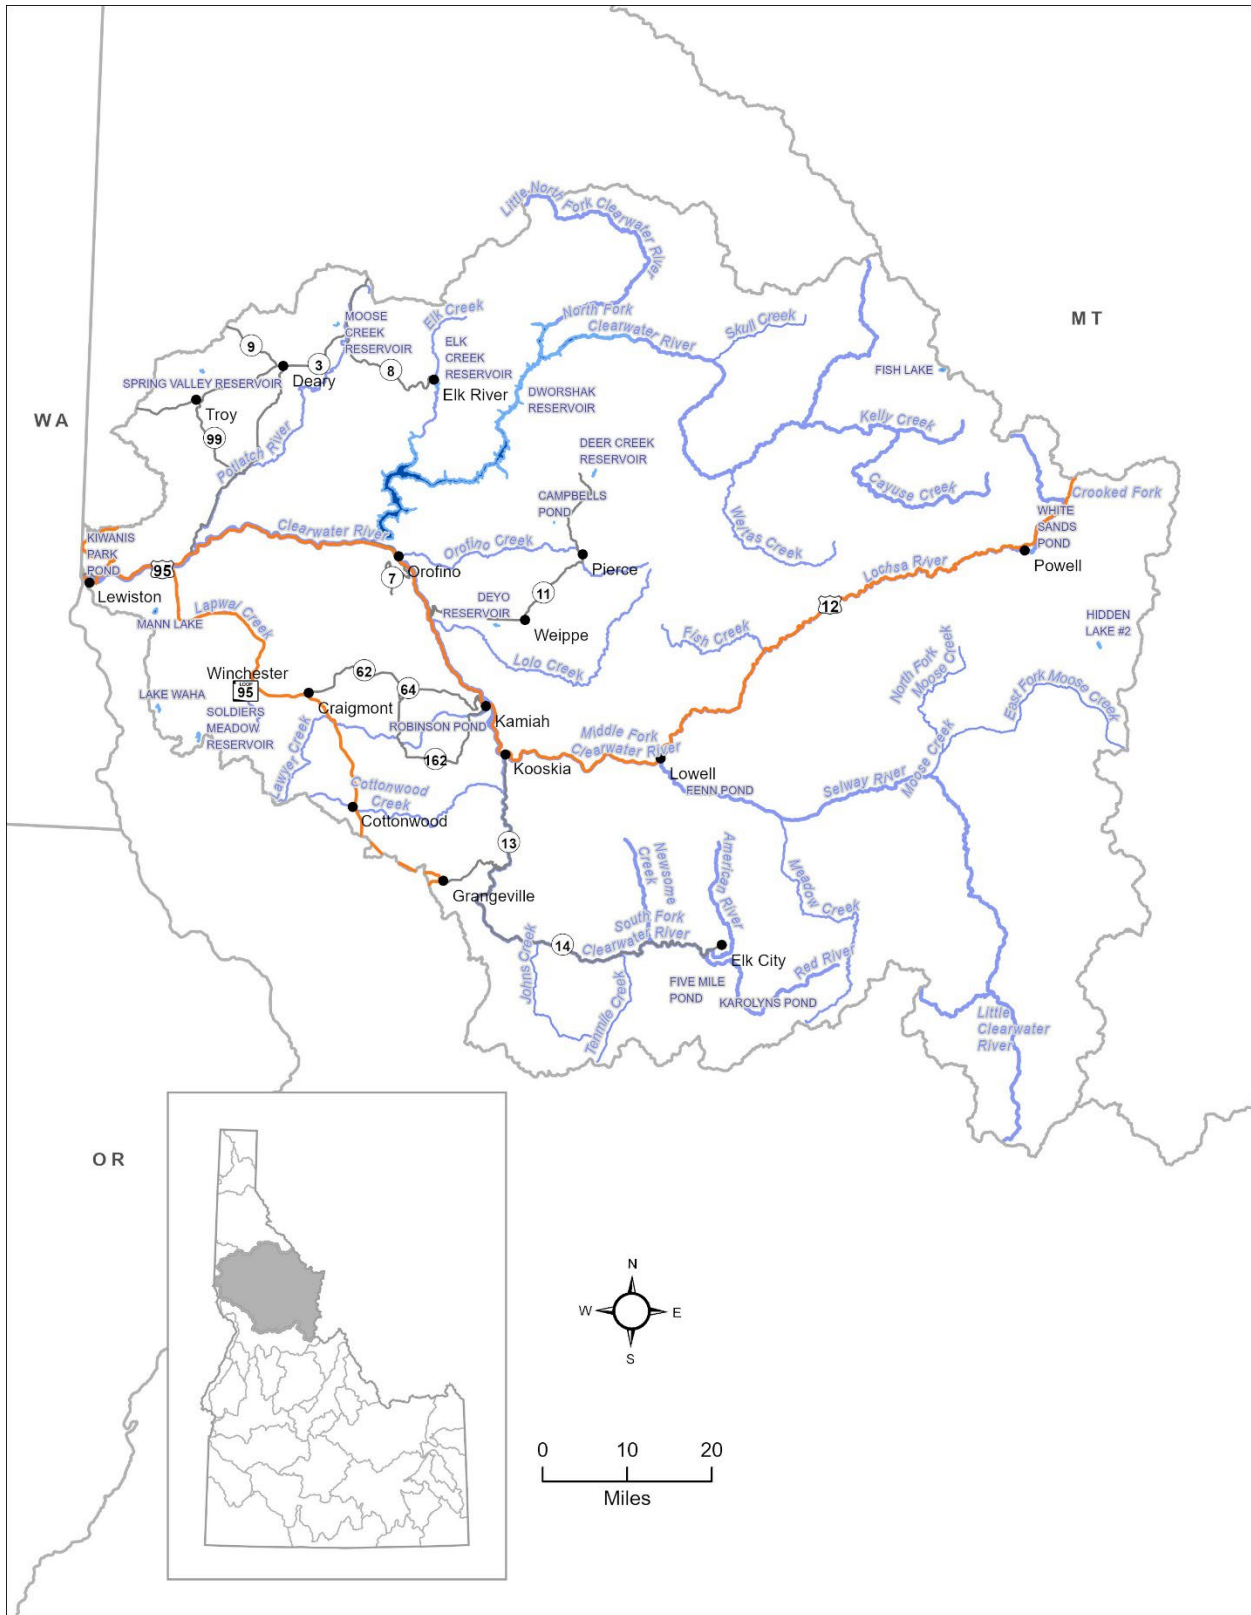 Little North
Fork Clearwater River
North Fork
Clearwater River
Skull Creek
Elk Creek
MT
MOOSE
CREEK
RESERVOIR
9
3
8
ELK
CREEK
RESERVOIR
Deary
Elk River
SPRING VALLEY RESERVOIR
FISH LAKE
DWORSHAK
RESERVOIR
Troy
WA
99
Potlatch River
Kelly Creek
DEER CREEK
RESERVOIR
Cayuse Creek
Crooked Fork
CAMPBELLS
POND
Weitas Creek
WHITE
SANDS
POND
Powell
Clearwater River
Orofino Creek
KIWANIS
PARK
POND
95
Lewiston
Orofino
7
Pierce
Lochsa River
12
11
DEYO
RESERVOIR
Weippe
Lapwai Creek
MANN LAKE
Fish Creek
HIDDEN
LAKE #2
Lolo Creek
North Fork
Moose Creek
East Fork Moose Creek
Winchester
LOOP
95
62
64
LAKE WAHA
Craigmont
SOLDIERS
MEADOW
RESERVOIR
ROBINSON POND
Kamiah
Lawyer Creek
162
Kooskia
Middle Fork
Clearwater River
Lowell
FENN POND
Selway River
Moose Creek
Cottonwood
Creek
Cottonwood
13
Grangeville
Newsome
Creek
American River
Meadow Creek
South Fork
Clearwater River
14
Johns Creek
Tenmile Creek
Elk City
Red River
FIVE MILE
POND
KAROLYNS POND
Little
Clearwater
River
OR
N
W
E
S
0 10 20
Miles